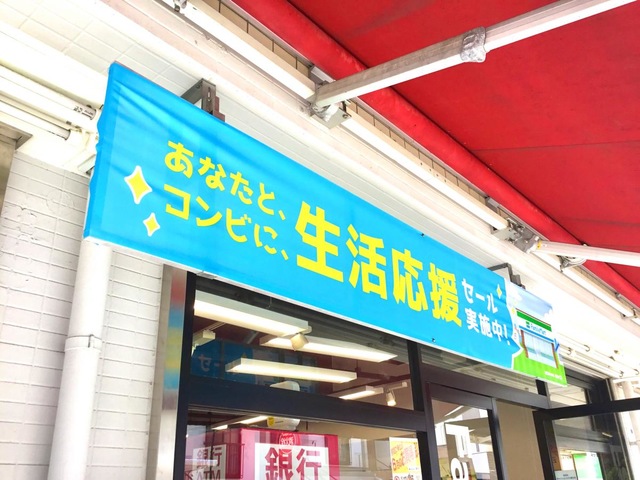 あなたと、
コンビに、
生活応援
セール
実施中!
銀行